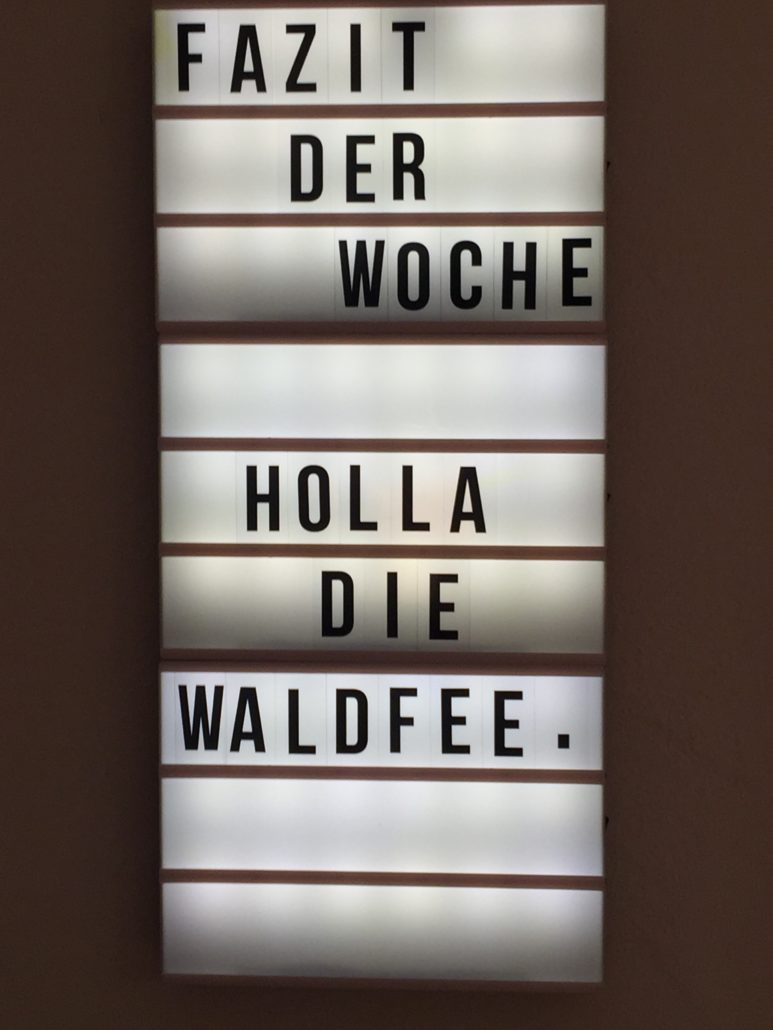 FAZIT
DER
WOCHE
HOLLA
DIE
WALDFEE.